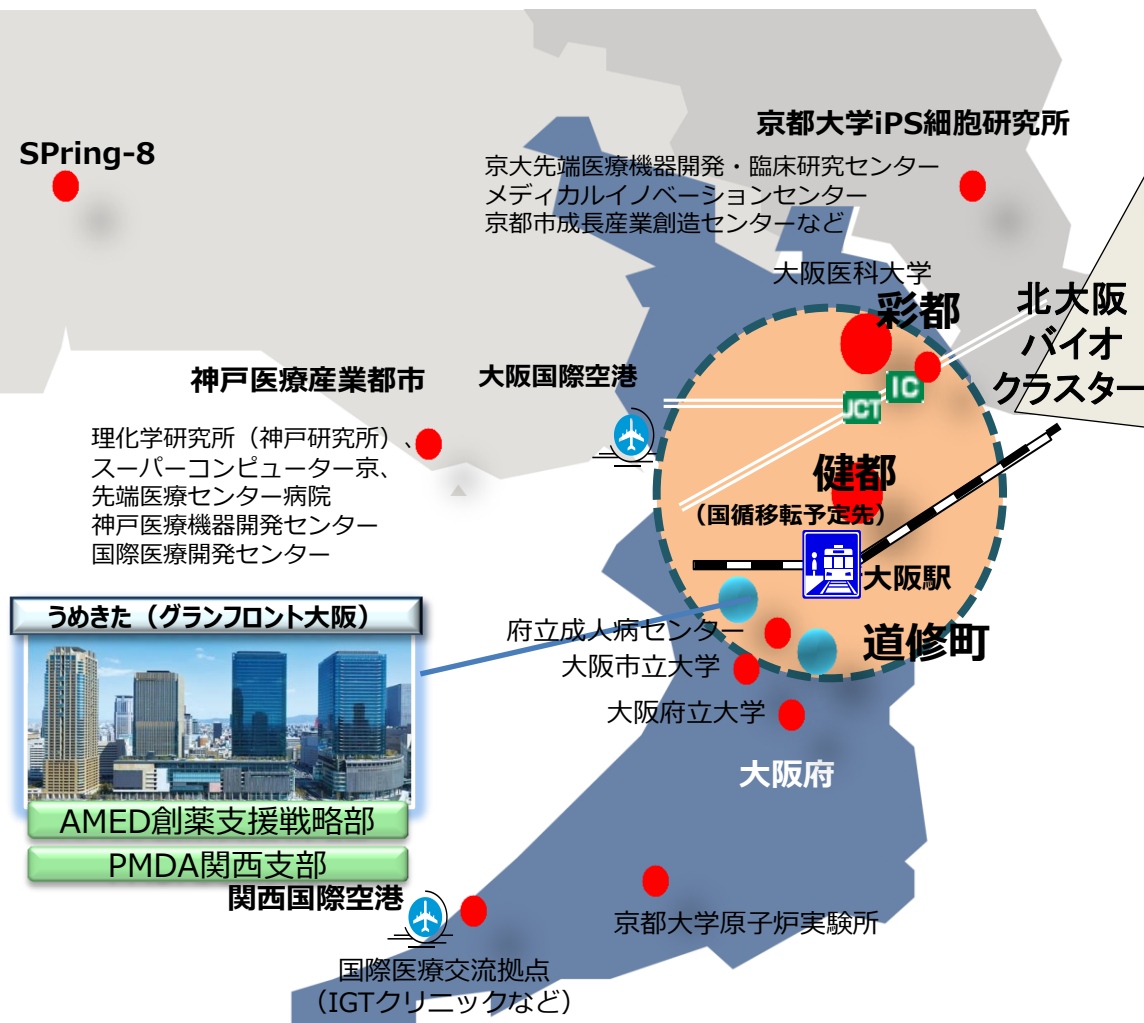 京都大学iPS細胞研究所
SPring-8
京大先端医療機器開発・臨床研究センター
メディカルイノベーションセンター
京都市成長産業創造センターなど
大阪医科大学
彩都
北大阪
バイオ
クラスター
神戸医療産業都市
大阪国際空港
IC
JCT
理化学研究所（神戸研究所）、
スーパーコンピューター京、
先端医療センター病院
神戸医療機器開発センター
国際医療開発センター
健都
（国循移転予定先）
大阪駅
うめきた（グランフロント大阪）
府立成人病センター
道修町
大阪市立大学
大阪府立大学
大阪府
AMED創薬支援戦略部
PMDA関西支部
関西国際空港
京都大学原子炉実験所
国際医療交流拠点
（IGTクリニックなど）